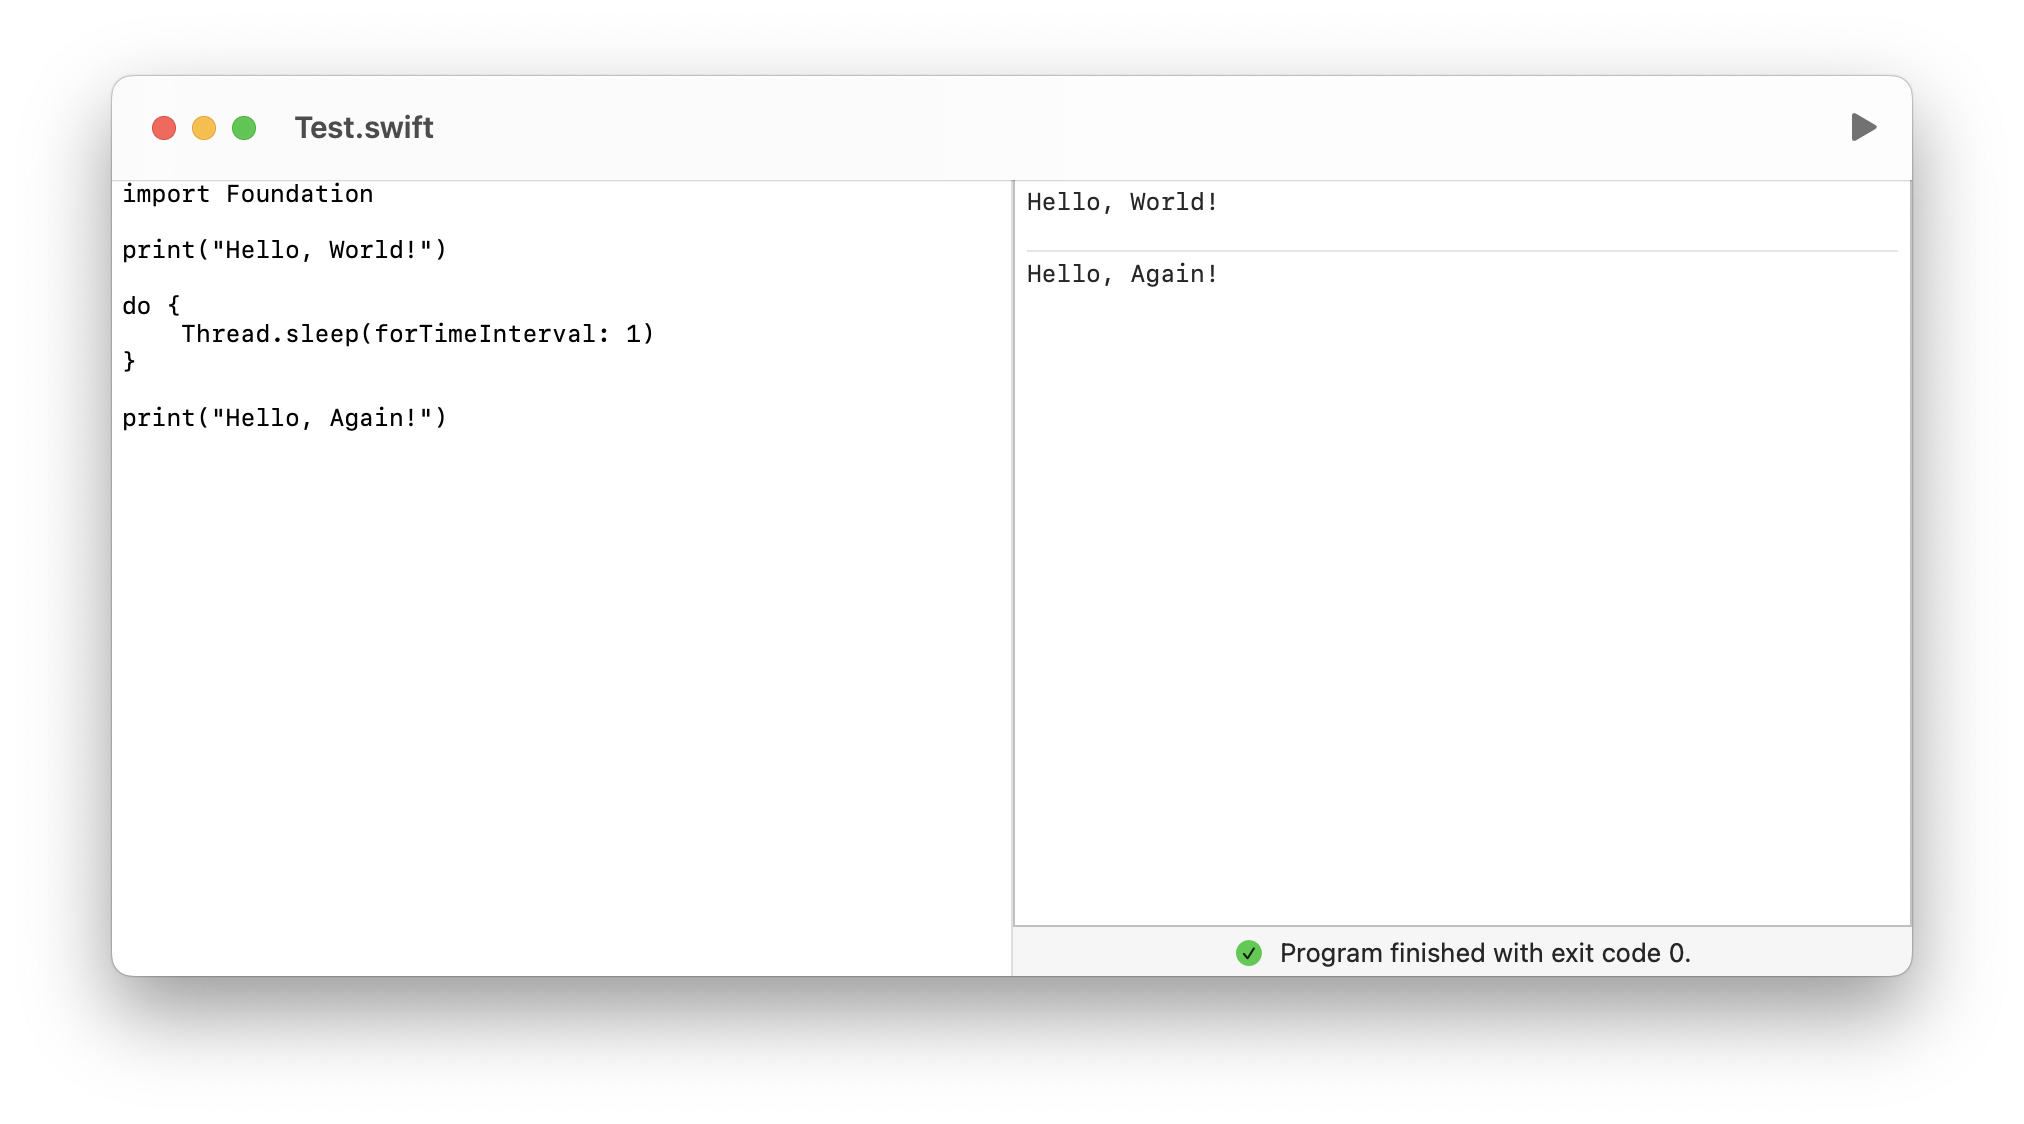 Test.swift
import Foundation
print("Hello, World!")
do {
    Thread.sleep(forTimeInterval: 1)
}
print("Hello, Again!")
Hello, World!
Hello, Again!
Program finished with exit code 0.